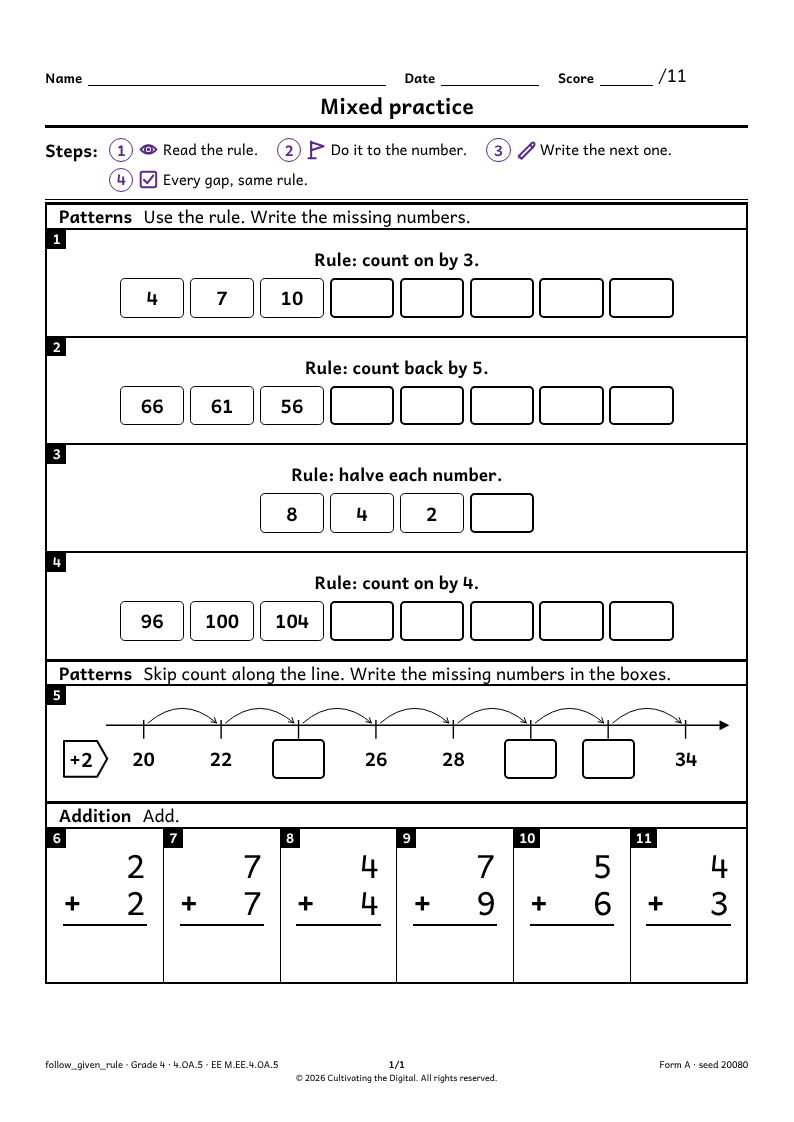 Name Date Score /11
Mixed practice
Steps: 1 Read the rule. 2 Do it to the number. 3 Write the next one.
4 Every gap, same rule.
Patterns Use the rule. Write the missing numbers.
1
Rule: count on by 3.
4 7 10
2
Rule: count back by 5.
66 61 56
3
Rule: halve each number.
8 4 2
4
Rule: count on by 4.
96 100 104
Patterns Skip count along the line. Write the missing numbers in the boxes.
5
+2 20 22 26 28 34
Addition Add.
6 7 8 9 10 11
2 7 4 7 5 4
+ 2 + 7 + 4 + 9 + 6 + 3
follow_given_rule · Grade 4 · 4.OA.5 · EE M.EE.4.OA.5 1/1 Form A · seed 20080
© 2026 Cultivating the Digital. All rights reserved.